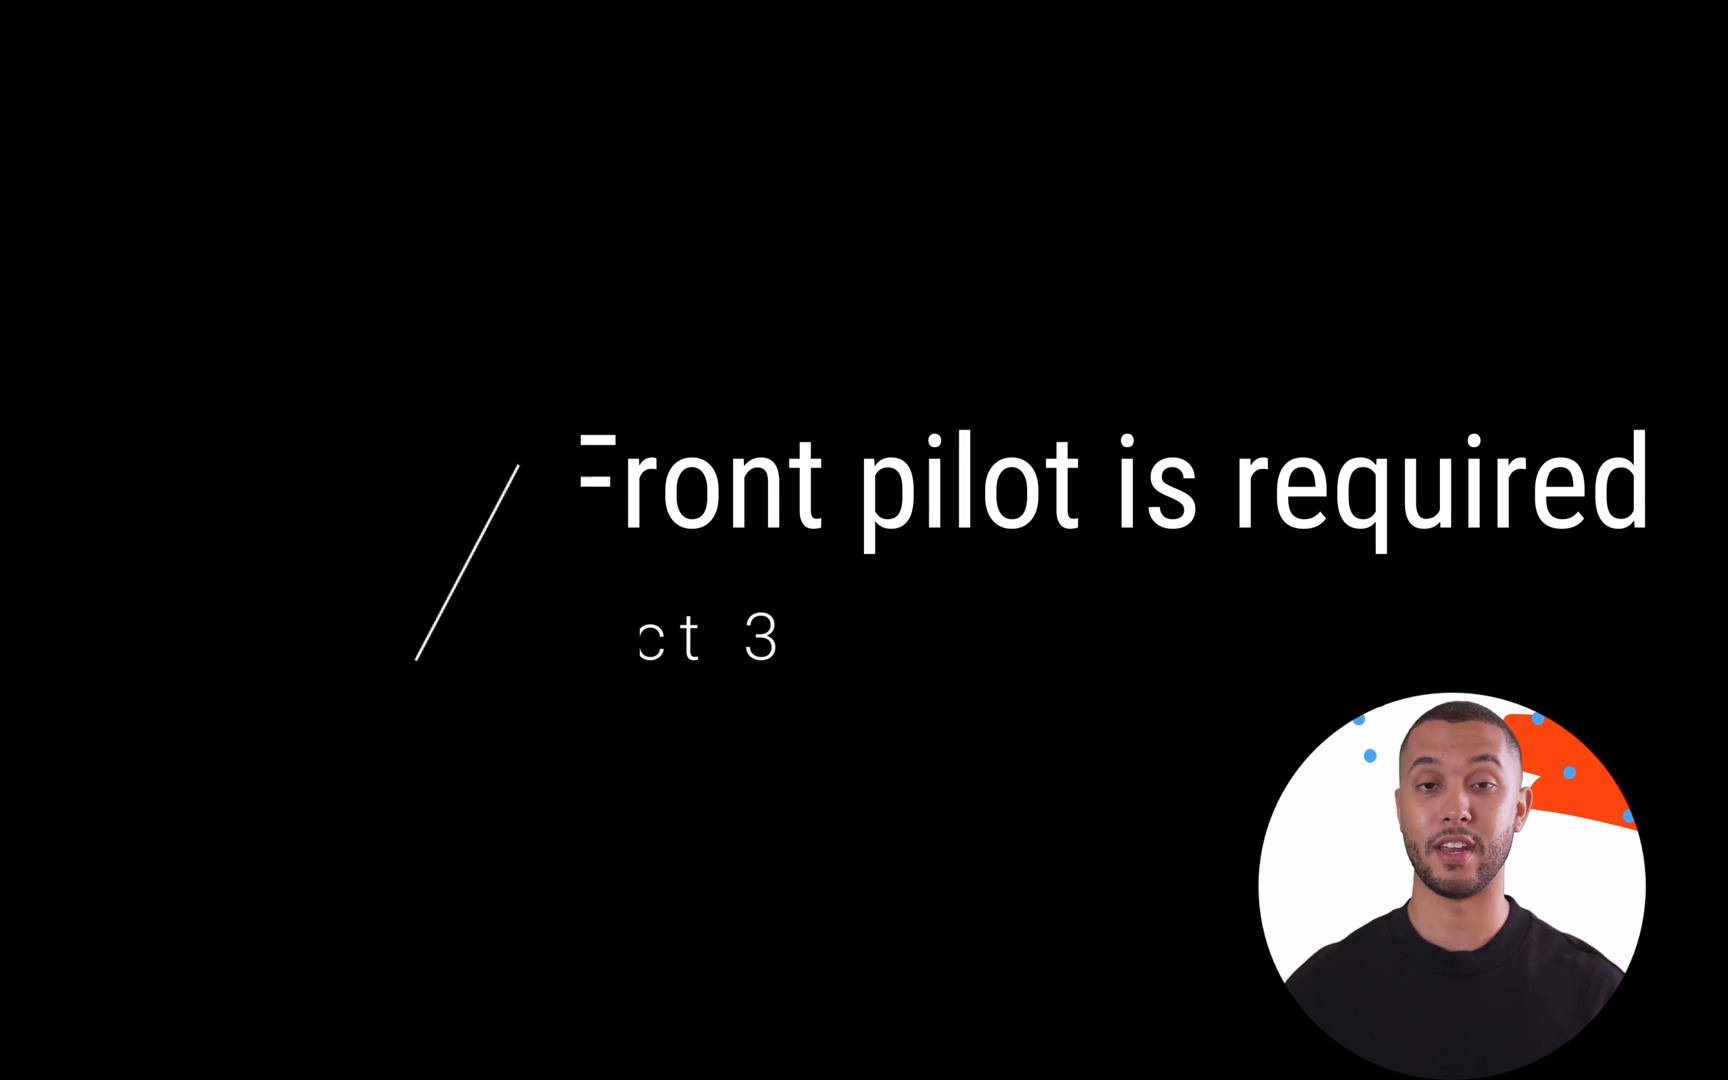 Front pilot is required
ct 3